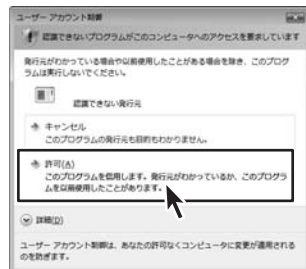 ユーザー アカウント制御
認識できないプログラムがこのコンピュータへのアクセスを要求しています
発行元がわかっている場合や以前使用したことがある場合を除き、このプログ
ラムは実行しないでください。
認識できない発行元
キャンセル
このプログラムの発行元も目的もわかりません。
許可(A)
このプログラムを信用します。発行元がわかっているか、このプログラ
ムを以前使用したことがあります。
詳細(D)
ユーザー アカウント制御は、あなたの許可なくコンピュータに変更が適用される
のを防ぎます。